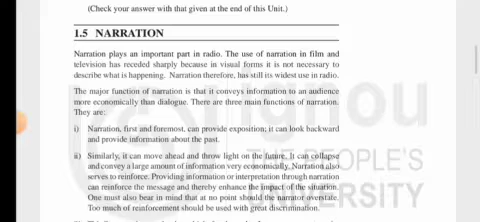 (Check your answer with that given at the end of this Unit.)
1.5 NARRATION
Narration plays an important part in radio. The use of narration in film and
television has receded sharply because in visual forms it is not necessary to
describe what is happening. Narration therefore, has still its widest use in radio.
The major function of narration is that it conveys information to an audience
more economically than dialogue. There are three main functions of narration.
They are:
i) Narration, first and foremost, can provide exposition; it can look backward
and provide information about the past.
ii) Similarly, it can move ahead and throw light on the future. It can collapse
and convey a large amount of information very economically. Narration also
serves to reinforce. Providing information or interpretation through narration
can reinforce the message and thereby enhance the impact of the situation.
One must also bear in mind that at no point should the narrator overstate.
Too much of reinforcement should be used with great discrimination.
ignou
THE PEOPLE'S
UNIVERSITY